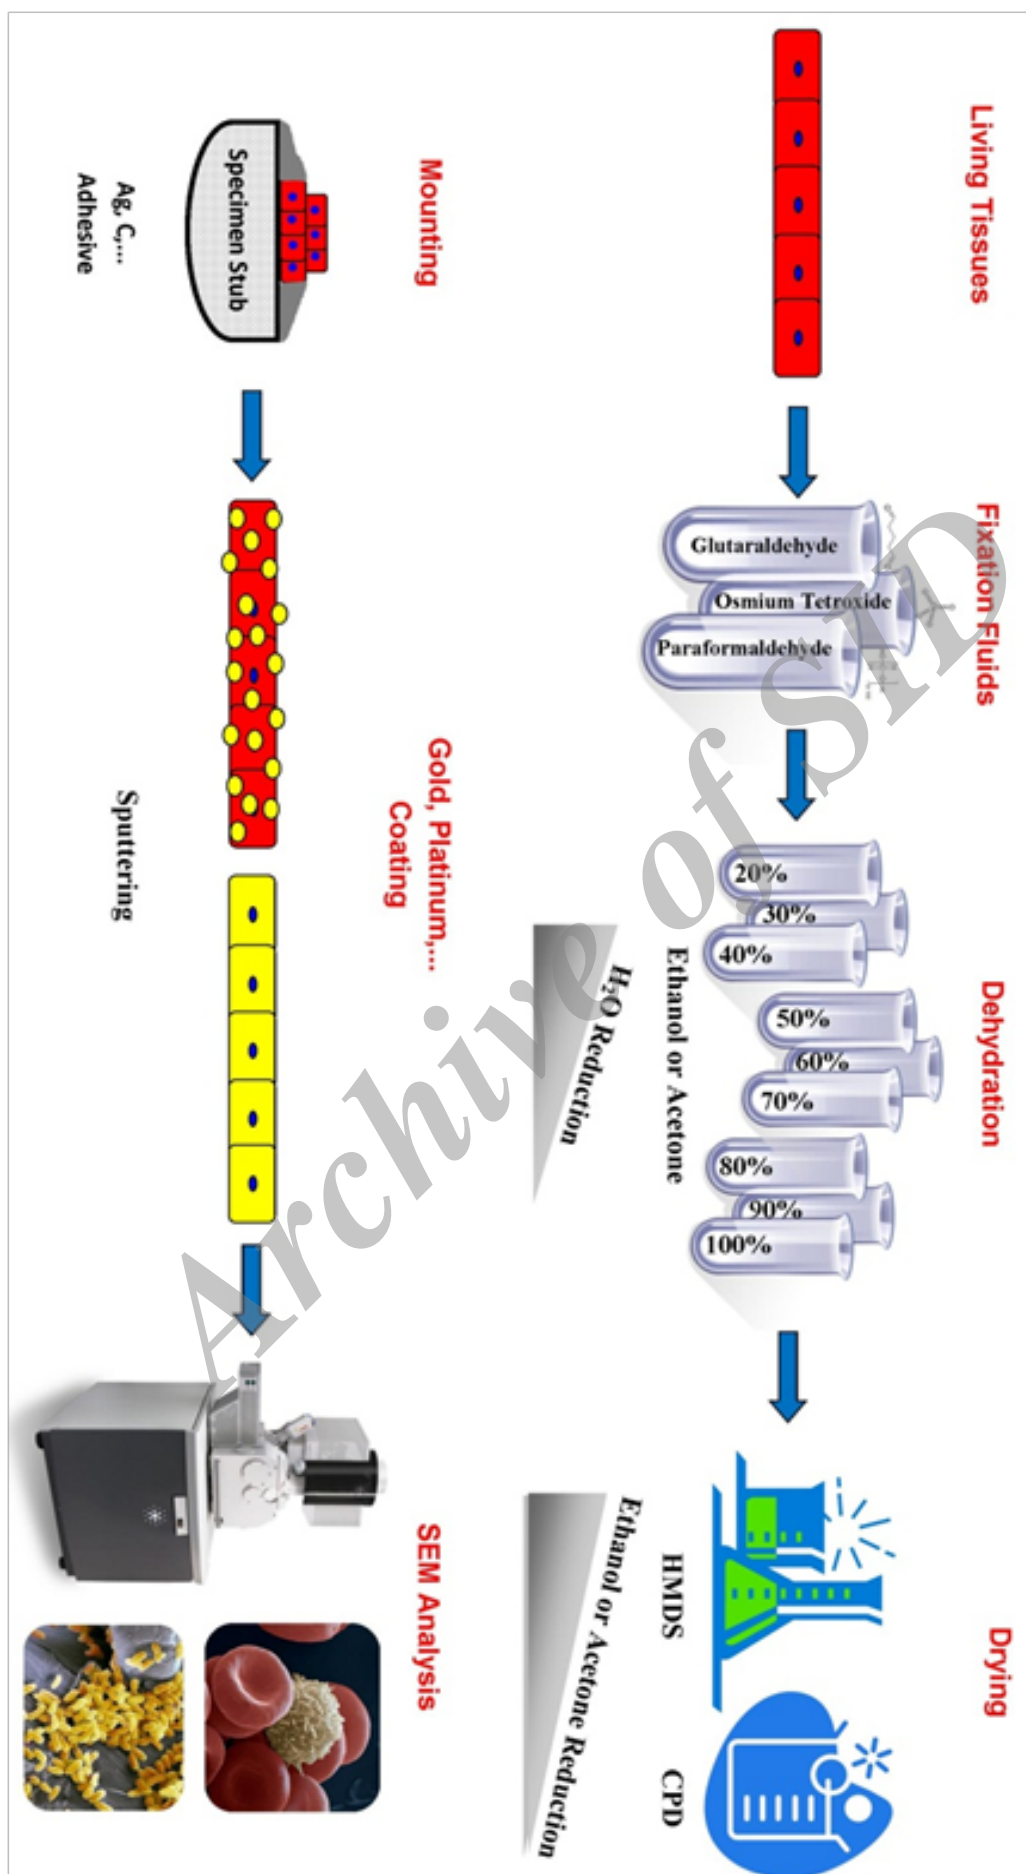 Living Tissues
Fixation Fluids
Dehydration
Drying
Glutaraldehyde
Osmium Tetroxide
Paraformaldehyde
20%
30%
40%
50%
60%
70%
80%
90%
100%
Ethanol or Acetone
H₂O Reduction
HMDS
CPD
Ethanol or Acetone Reduction
Mounting
Specimen Stub
Ag, C,...
Adhesive
Gold, Platinum,...
Coating
Sputtering
SEM Analysis
Archive of SID